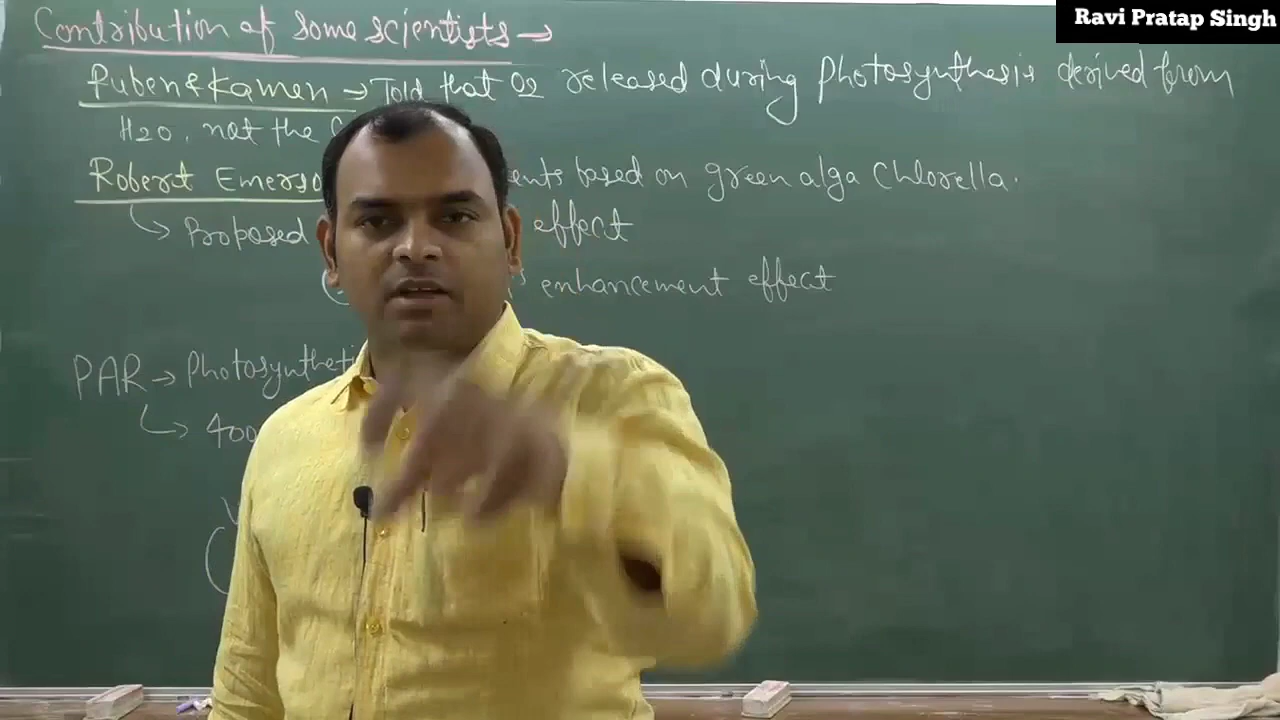 Ravi Pratap Singh
Contribution of Some scientists →
Ruben & Kamen → Told that O2 released during Photosynthesis derived from
H2O, not the
Robert Emerso ents based on green alga Chlorella.
Proposed effect
's enhancement effect
PAR → Photosyntheti
400